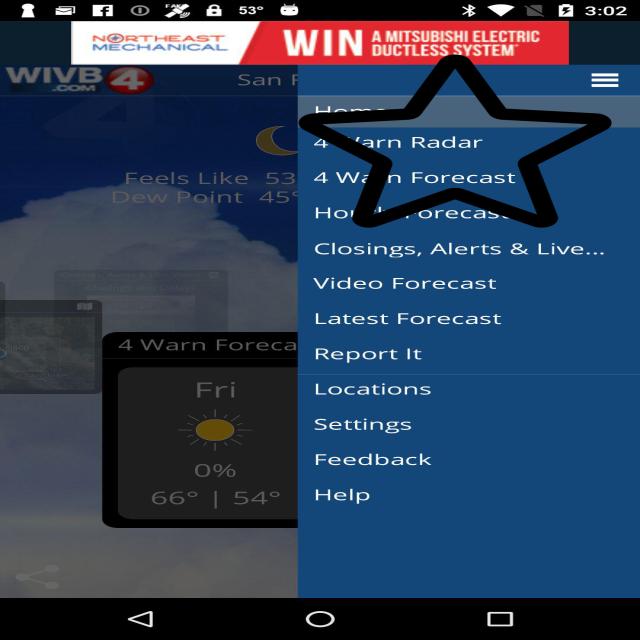 53° 3:02
NORTHEAST MECHANICAL WIN A MITSUBISHI ELECTRIC DUCTLESS SYSTEM*
WIVB 4 .COM San F
Feels Like 53
Dew Point 45°
4 Warn Foreca
Fri
0%
66° | 54°
Home
4 Warn Radar
4 Warn Forecast
Forecast
Closings, Alerts & Live...
Video Forecast
Latest Forecast
Report It
Locations
Settings
Feedback
Help